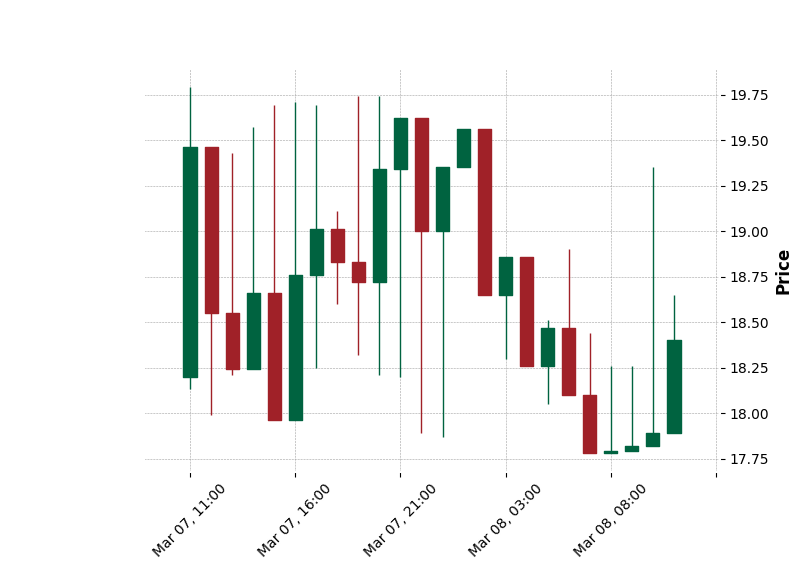 19.75
19.50
19.25
19.00
18.75
18.50
18.25
18.00
17.75
Price
Mar 07, 11:00
Mar 07, 16:00
Mar 07, 21:00
Mar 08, 03:00
Mar 08, 08:00